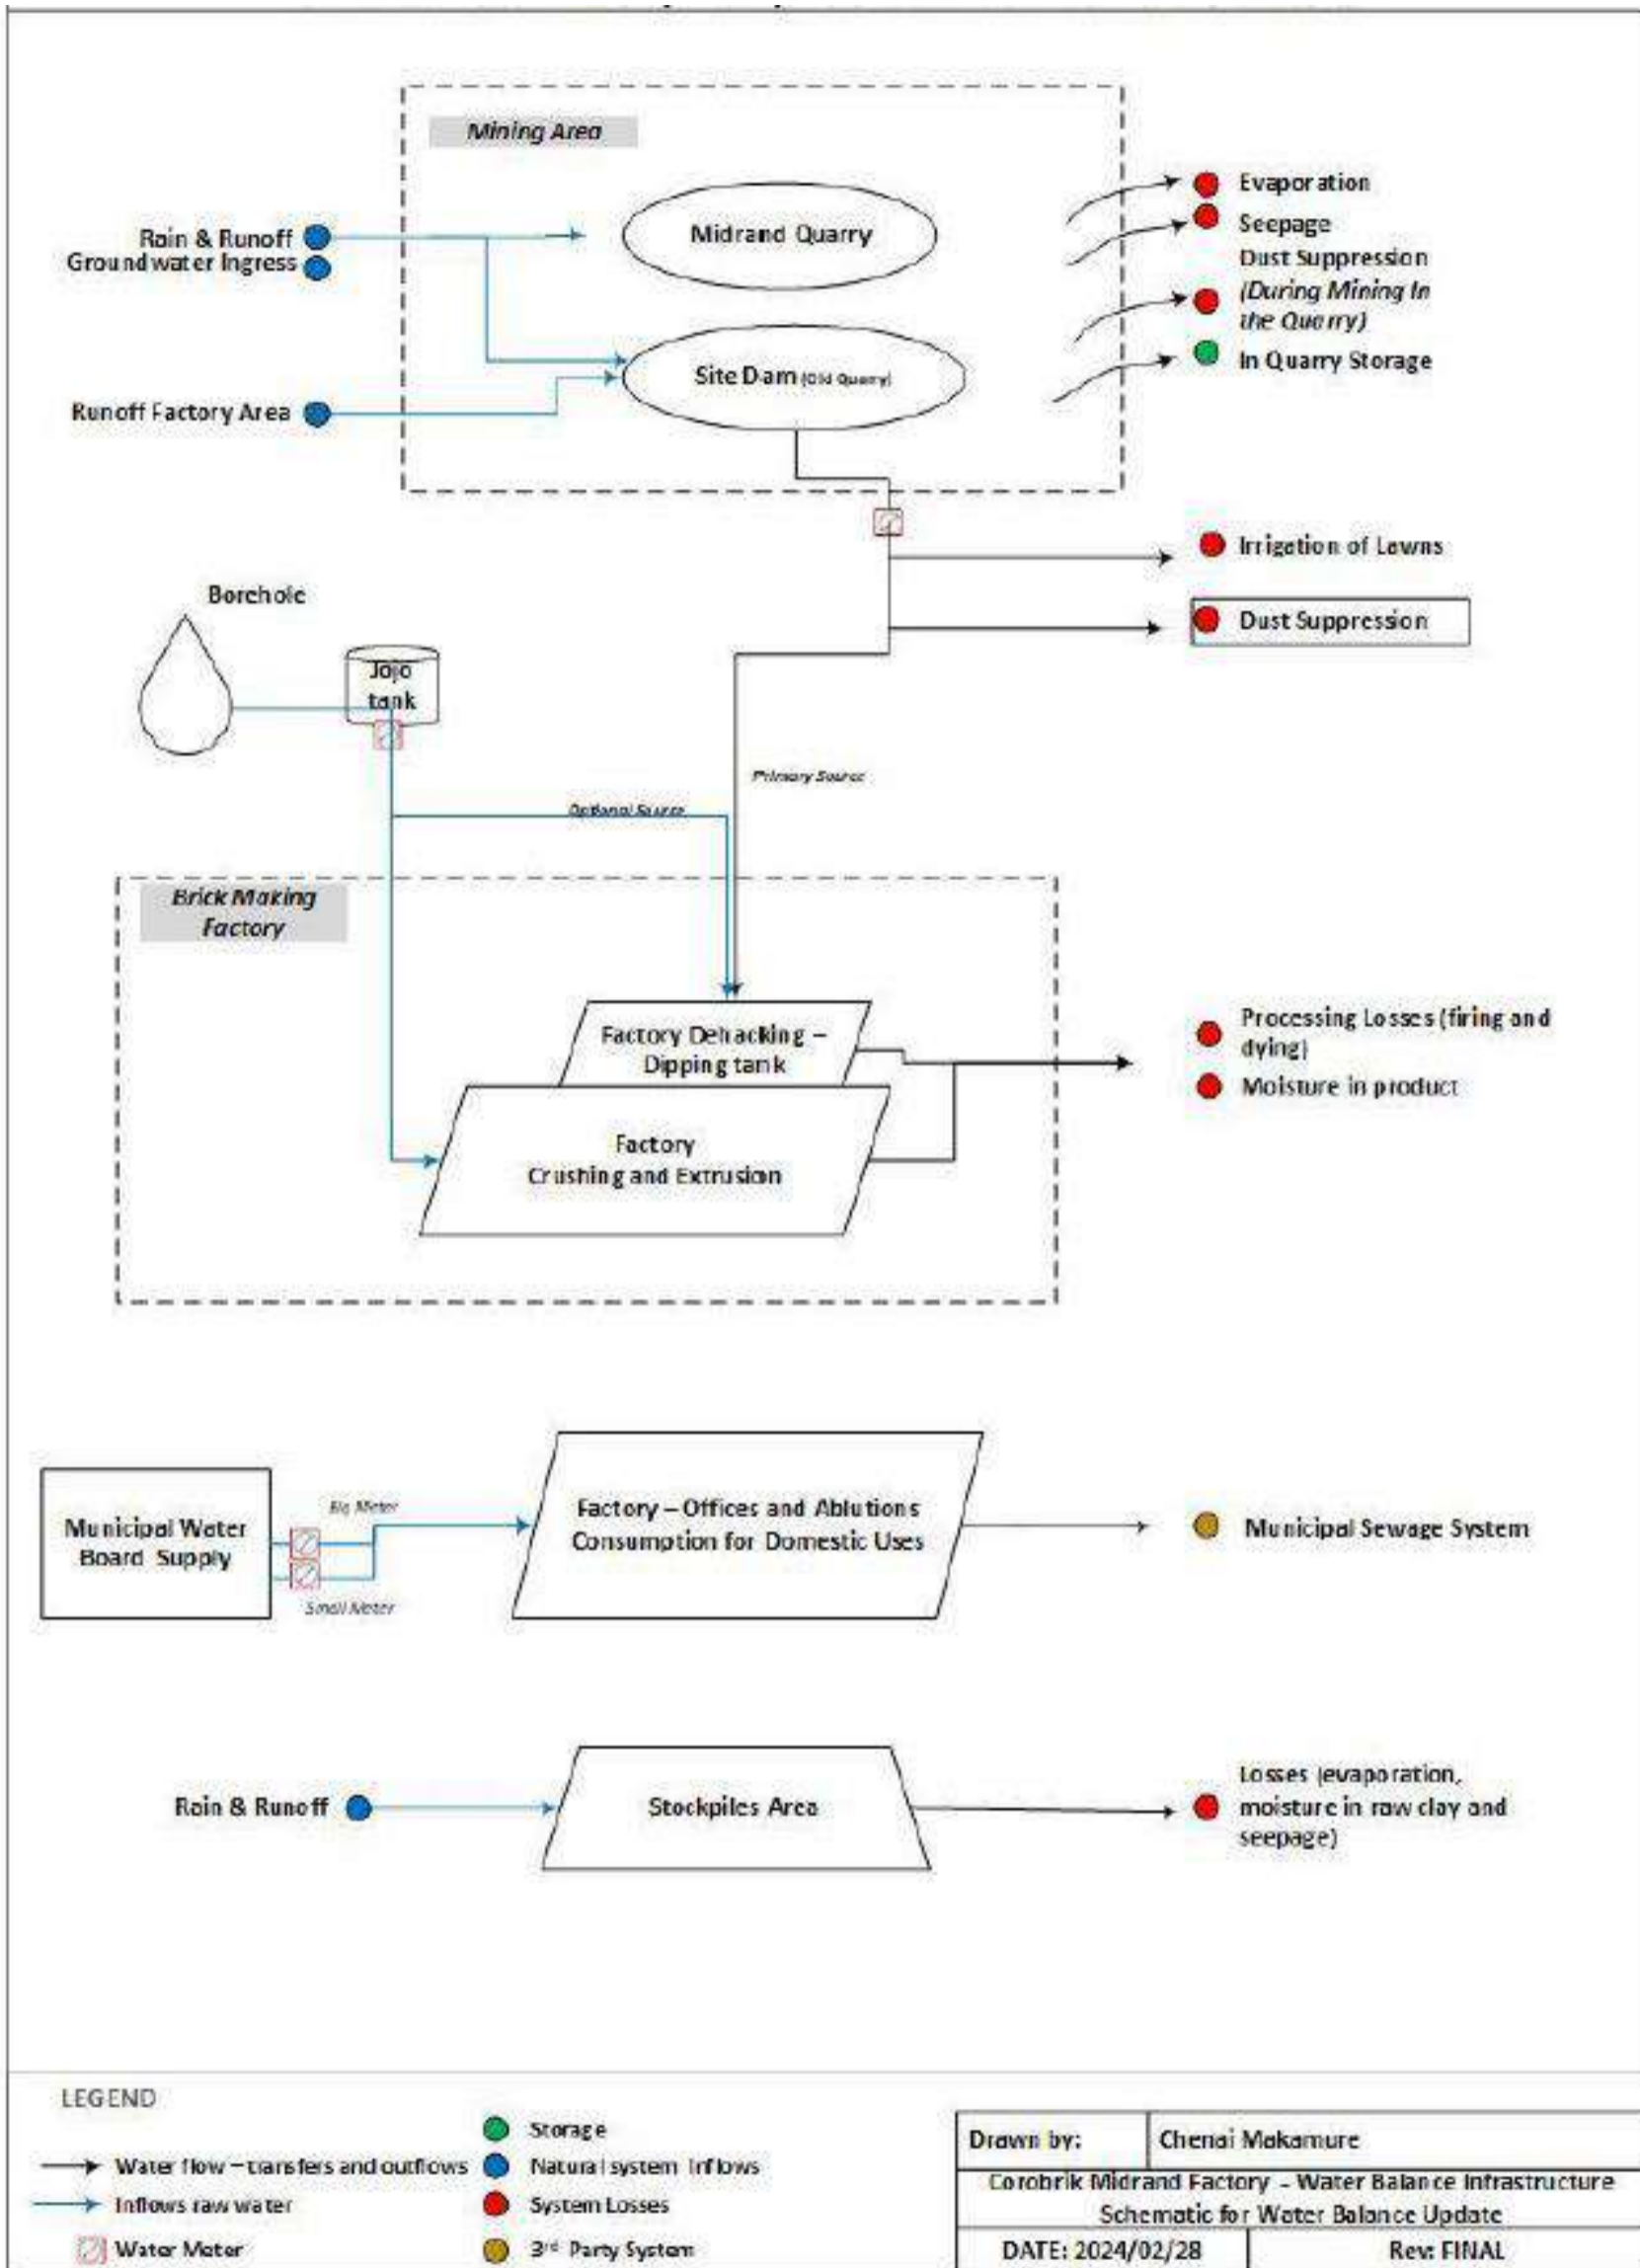 Mining Area
Midrand Quarry
Rain & Runoff
Groundwater Ingress
Site Dam (Old Quarry)
Runoff Factory Area
Evaporation
Seepage
Dust Suppression
(During Mining In
the Quarry)
In Quarry Storage
Irrigation of Lawns
Dust Suppression
Borehole
Jojo
tank
Primary Source
Optional Source
Brick Making
Factory
Factory Dehacking –
Dipping tank
Factory
Crushing and Extrusion
Processing Losses (firing and
dying)
Moisture in product
Municipal Water
Board Supply
Big Meter
Small Meter
Factory – Offices and Ablutions
Consumption for Domestic Uses
Municipal Sewage System
Rain & Runoff
Stockpiles Area
Losses (evaporation,
moisture in raw clay and
seepage)
LEGEND
Water flow – transfers and outflows
Inflows raw water
Water Meter
Storage
Natural system Inflows
System Losses
3rd Party System
Drawn by:
Chenai Makamure
Corobrik Midrand Factory – Water Balance Infrastructure
Schematic for Water Balance Update
DATE: 2024/02/28
Rev: FINAL